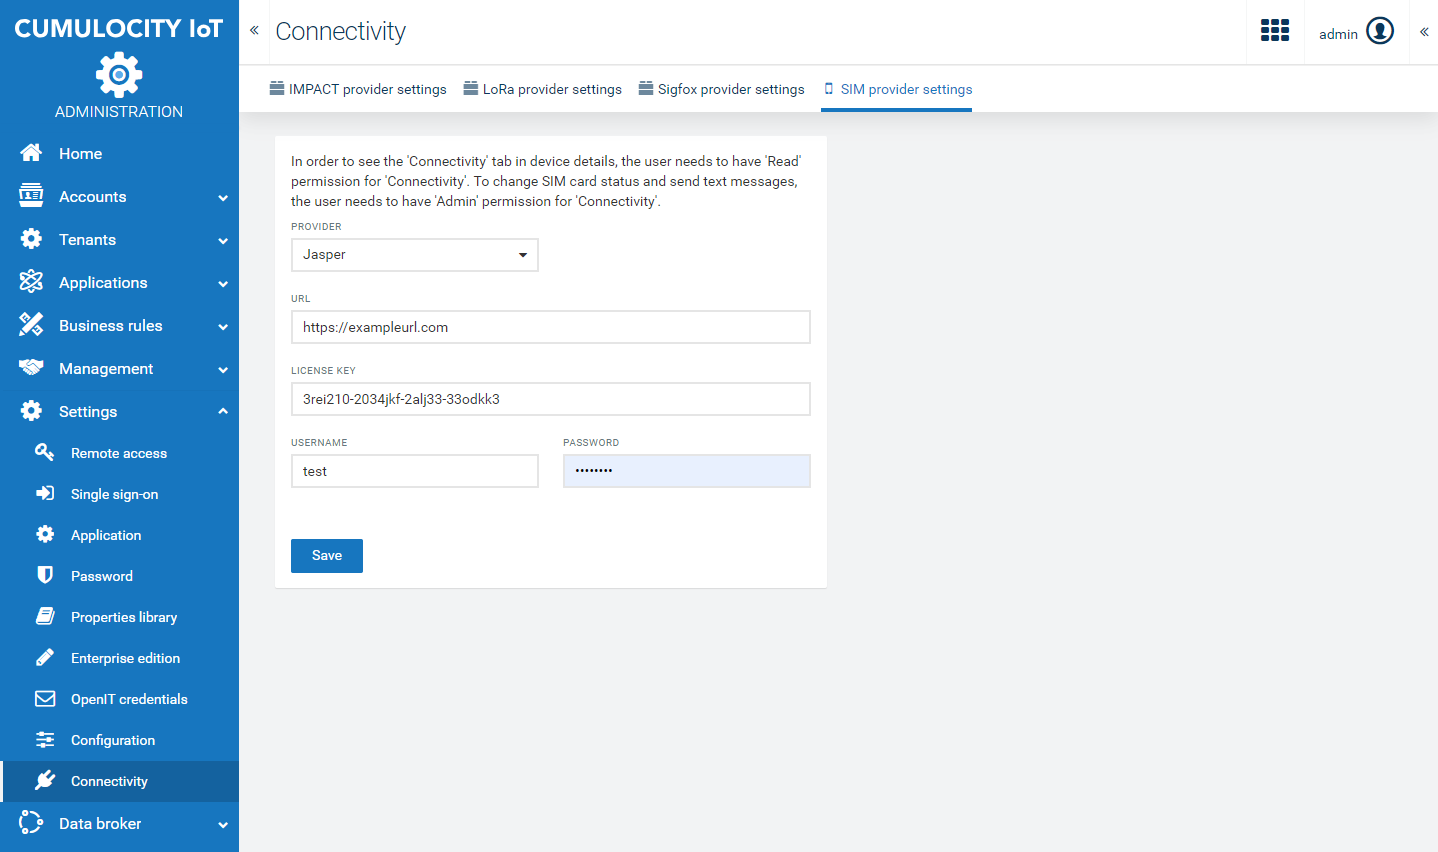 CUMULOCITY IoT
ADMINISTRATION
Home
Accounts
Tenants
Applications
Business rules
Management
Settings
Remote access
Single sign-on
Application
Password
Properties library
Enterprise edition
OpenIT credentials
Configuration
Connectivity
Data broker
Connectivity
admin
IMPACT provider settings
LoRa provider settings
Sigfox provider settings
SIM provider settings
In order to see the 'Connectivity' tab in device details, the user needs to have 'Read'
permission for 'Connectivity'. To change SIM card status and send text messages,
the user needs to have 'Admin' permission for 'Connectivity'.
PROVIDER
Jasper
URL
https://exampleurl.com
LICENSE KEY
3rei210-2034jkf-2alj33-33odkk3
USERNAME
PASSWORD
test
••••••••
Save